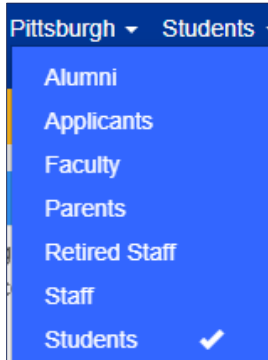 Pittsburgh Students
Alumni
Applicants
Faculty
Parents
Retired Staff
Staff
Students